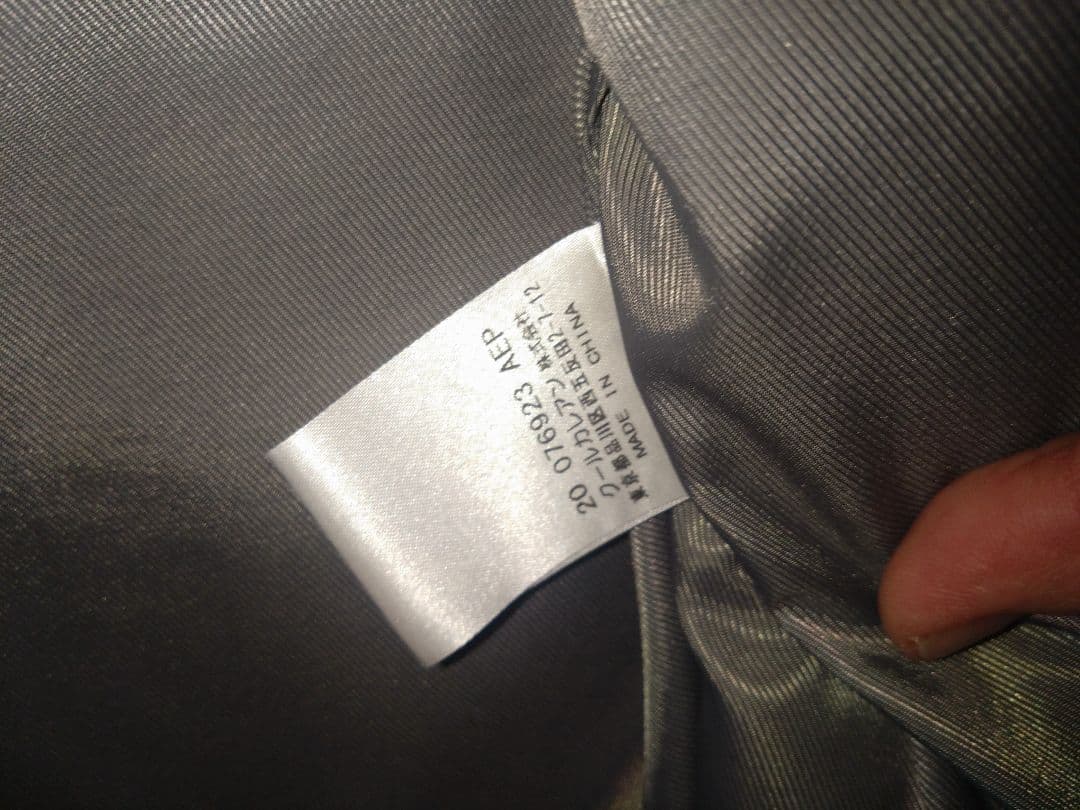 20 076923 AEP
クールカレアン 株式会社
東京都品川区西五反田2-7-12
MADE IN CHINA